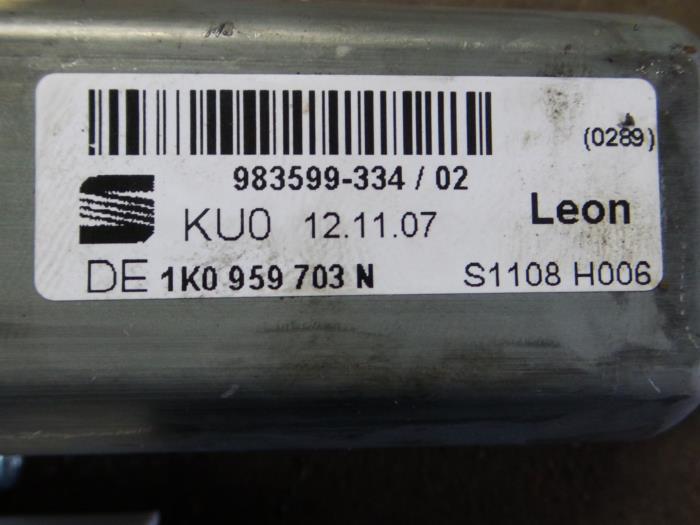 (0289)
983599-334 / 02
KU0 12.11.07 Leon
DE 1K0 959 703 N S1108 H006